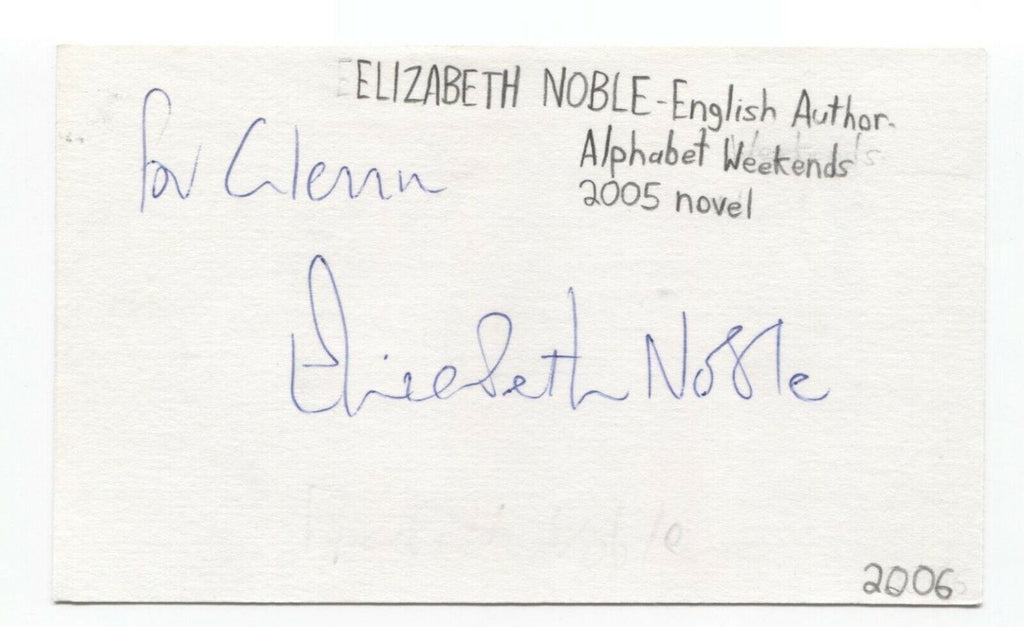 ELIZABETH NOBLE-English Author-
for Glenn
Alphabet Weekends
2005 novel
Elizabeth Noble
2006